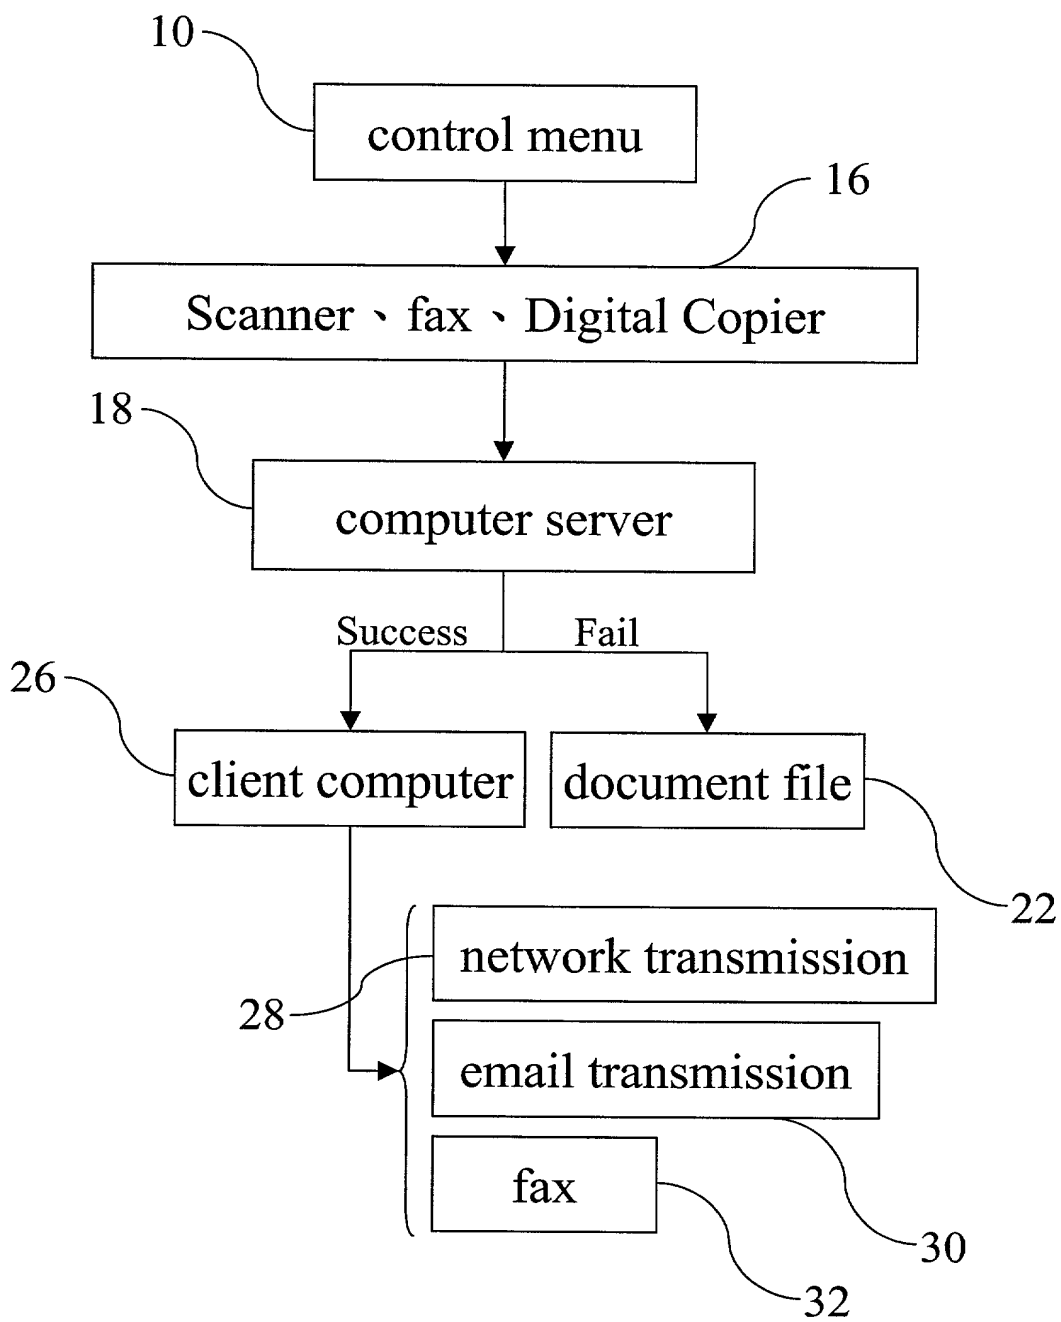 10
control menu
16
Scanner、fax、Digital Copier
18
computer server
Success Fail
26
client computer document file
22
network transmission
28
email transmission
fax
30
32